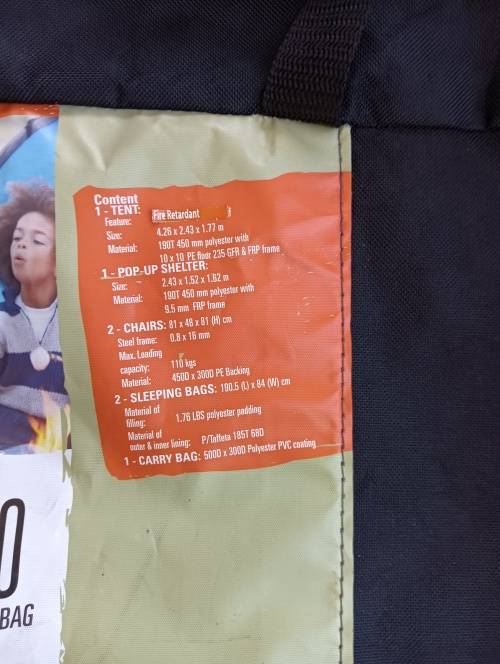 Content
1 - TENT:
Feature: Fire Retardant
Size: 4.26 x 2.43 x 1.77 m
Material: 190T 450 mm polyester with
10 x 10 PE floor 235 GFR & FRP frame
1 - POP-UP SHELTER:
Size: 2.43 x 1.52 x 1.62 m
Material: 190T 450 mm polyester with
9.5 mm FRP frame
2 - CHAIRS: 81 x 48 x 81 (H) cm
Steel frame: 0.8 x 16 mm
Max. Loading
capacity: 110 kgs
Material: 450D x 300D PE Backing
2 - SLEEPING BAGS: 190.5 (L) x 84 (W) cm
Material of
filling: 1.76 LBS polyester padding
Material of
outer & inner lining: P/Taffeta 185T 68D
1 - CARRY BAG: 500D x 300D Polyester PVC coating
0
BAG